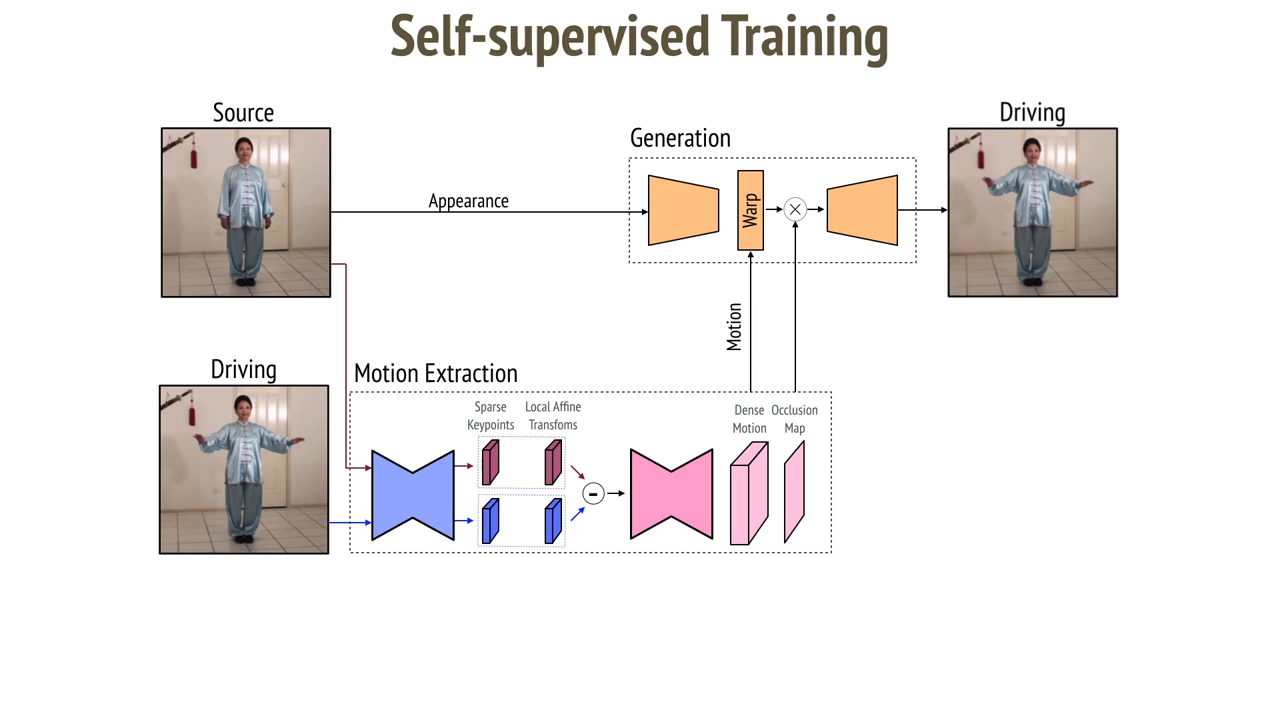 Self-supervised Training
Source
Driving
Generation
Appearance
Warp
Motion
Driving
Motion Extraction
Sparse
Keypoints
Local Affine
Transfoms
Dense
Motion
Occlusion
Map